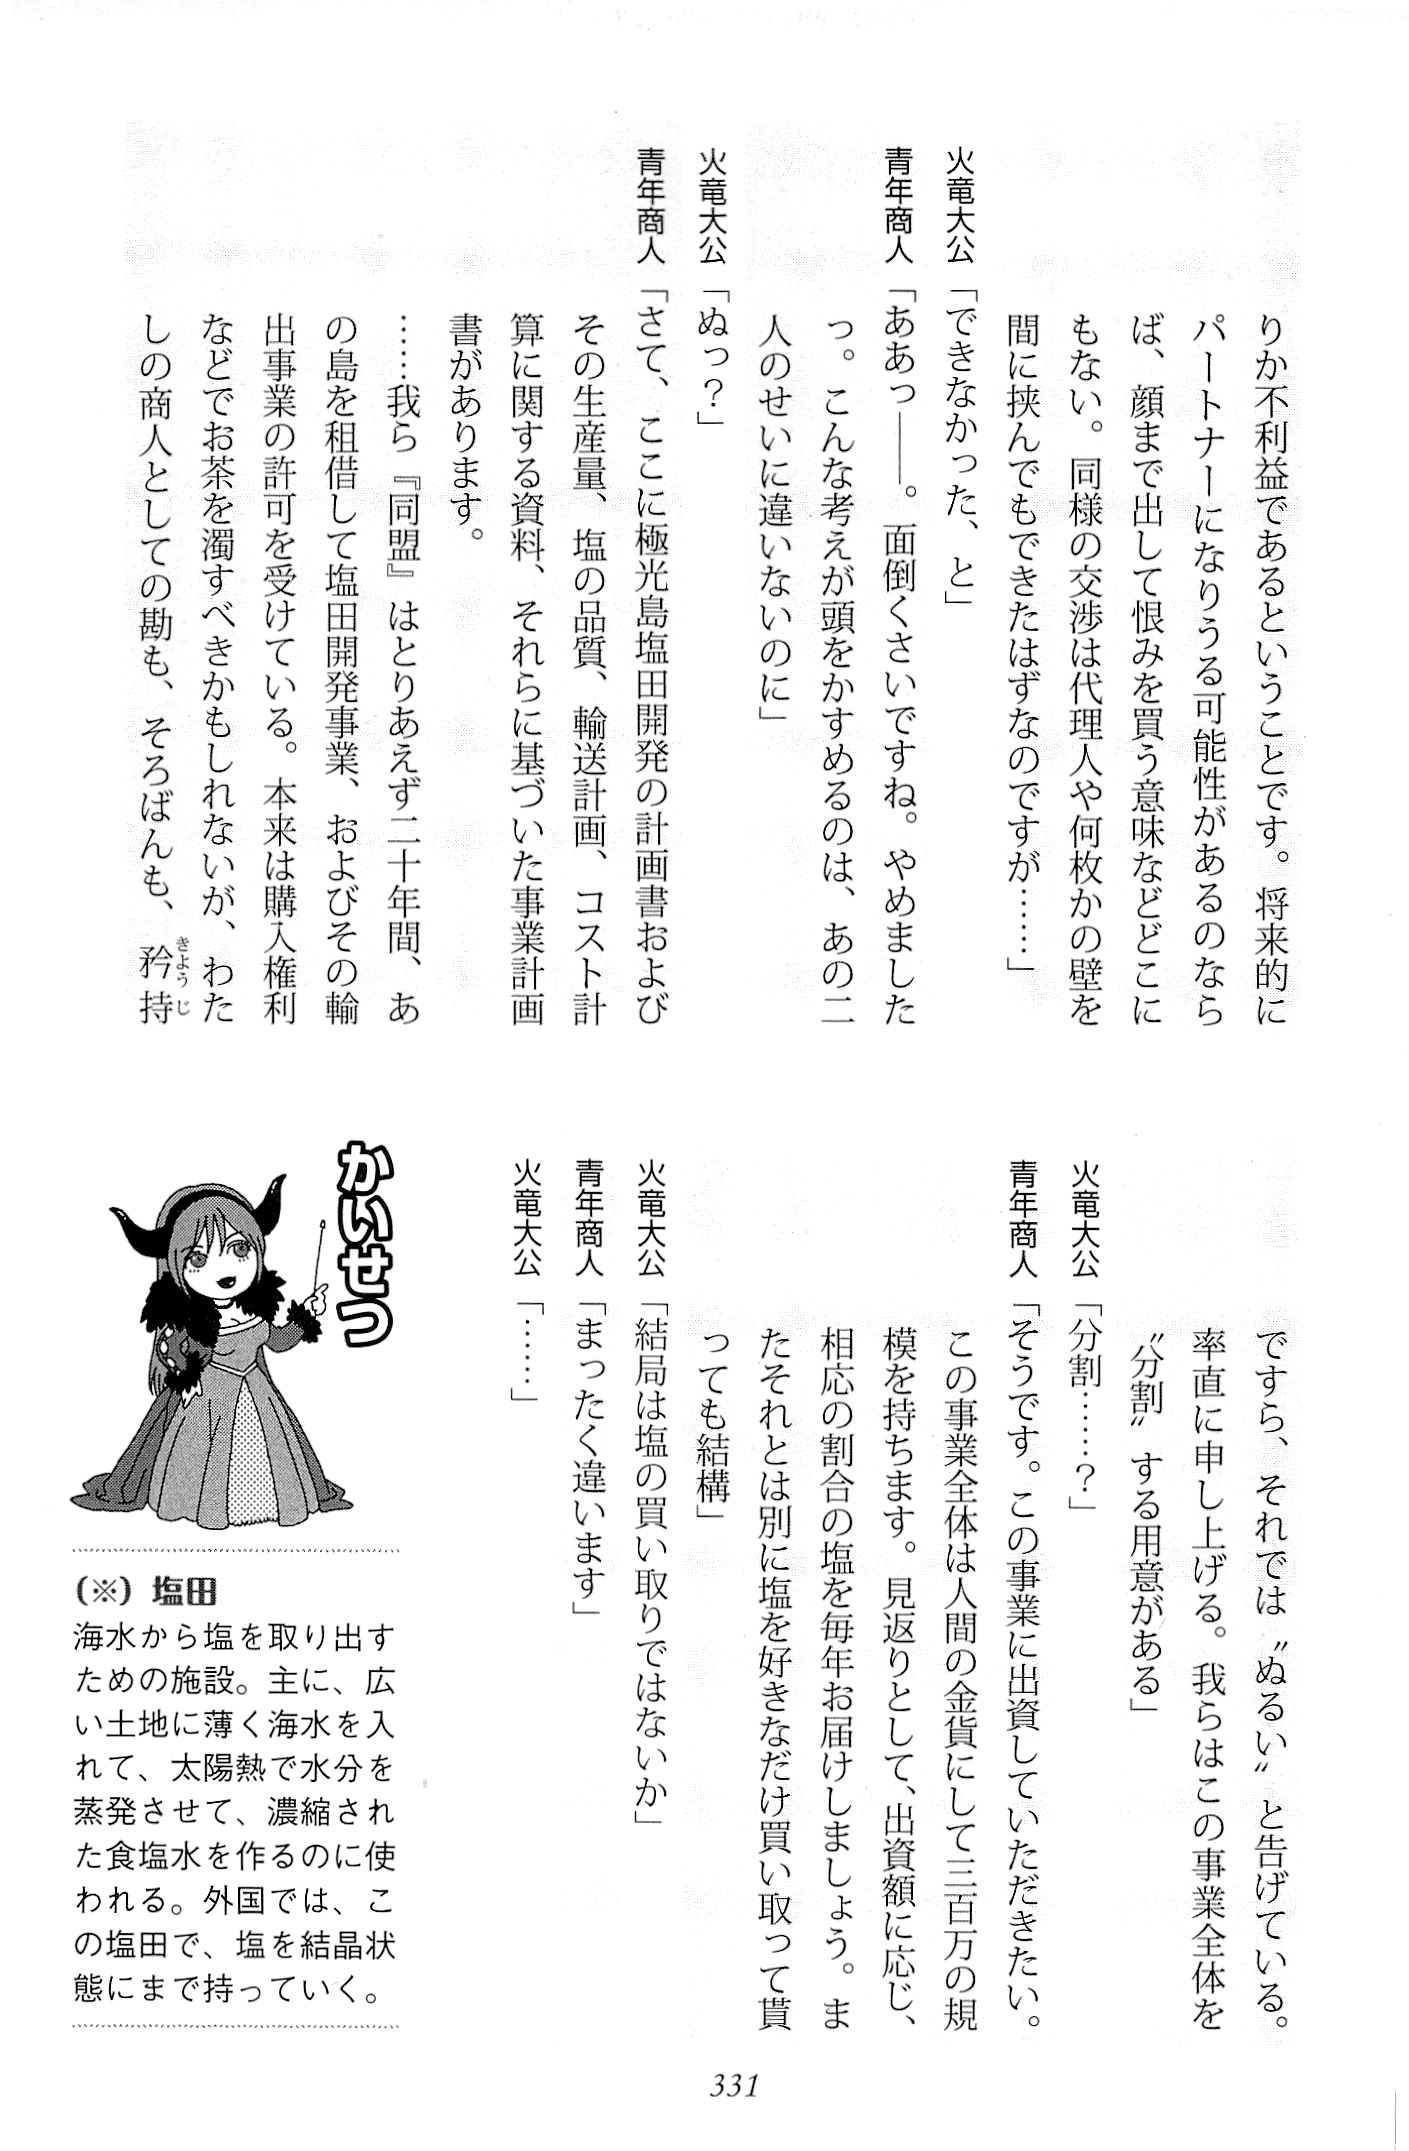 りか不利益であるということです。将来的に
パートナーになりうる可能性があるのなら
ば、顔まで出して恨みを買う意味などどこに
もない。同様の交渉は代理人や何枚かの壁を
間に挟んでもできたはずなのですが……」
火竜大公「できなかった、と」
青年商人「ああっ――。面倒くさいですね。やめました
っ。こんな考えが頭をかすめるのは、あの二
人のせいに違いないのに」
火竜大公「ぬっ？」
青年商人「さて、ここに極光島塩田開発の計画書および
その生産量、塩の品質、輸送計画、コスト計
算に関する資料、それらに基づいた事業計画
書があります。
……我ら『同盟』はとりあえず二十年間、あ
の島を租借して塩田開発事業、およびその輸
出事業の許可を受けている。本来は購入権利
などでお茶を濁すべきかもしれないが、わた
しの商人としての勘も、そろばんも、矜持
きようじ
ですら、それでは〝ぬるい〟と告げている。
率直に申し上げる。我らはこの事業全体を
〝分割〟する用意がある」
火竜大公「分割……？」
青年商人「そうです。この事業に出資していただきたい。
この事業全体は人間の金貨にして三百万の規
模を持ちます。見返りとして、出資額に応じ、
相応の割合の塩を毎年お届けしましょう。ま
たそれとは別に塩を好きなだけ買い取って貰
っても結構」
火竜大公「結局は塩の買い取りではないか」
青年商人「まったく違います」
火竜大公「……」
かいせつ
（※）塩田
海水から塩を取り出す
ための施設。主に、広
い土地に薄く海水を入
れて、太陽熱で水分を
蒸発させて、濃縮され
た食塩水を作るのに使
われる。外国では、こ
の塩田で、塩を結晶状
態にまで持っていく。
331